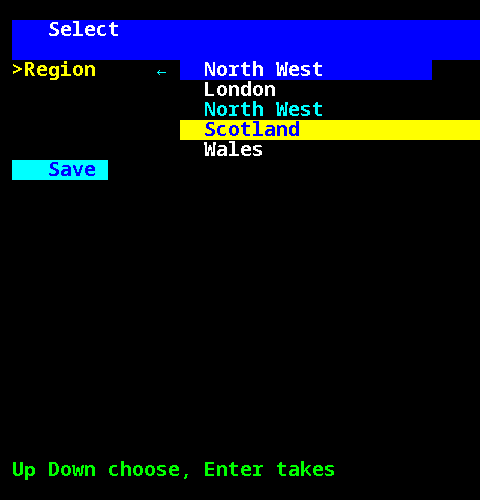 Select
>Region ← North West
London
North West
Scotland
Wales
Save
Up Down choose, Enter takes